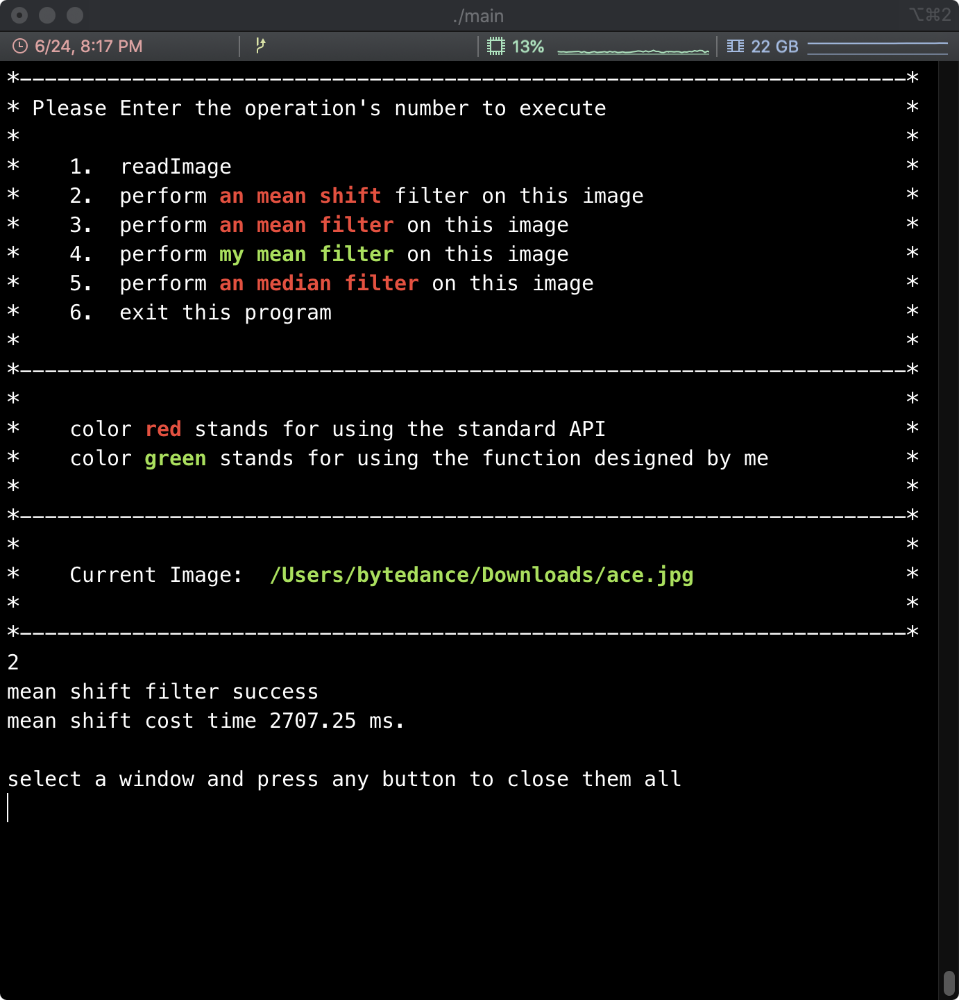 ./main
⌥⌘2
6/24, 8:17 PM
13%
22 GB
*-----------------------------------------------------------------------*
* Please Enter the operation's number to execute *
* *
* 1. readImage *
* 2. perform an mean shift filter on this image *
* 3. perform an mean filter on this image *
* 4. perform my mean filter on this image *
* 5. perform an median filter on this image *
* 6. exit this program *
* *
*-----------------------------------------------------------------------*
* *
* color red stands for using the standard API *
* color green stands for using the function designed by me *
* *
*-----------------------------------------------------------------------*
* *
* Current Image: /Users/bytedance/Downloads/ace.jpg *
* *
*-----------------------------------------------------------------------*
2
mean shift filter success
mean shift cost time 2707.25 ms.
select a window and press any button to close them all